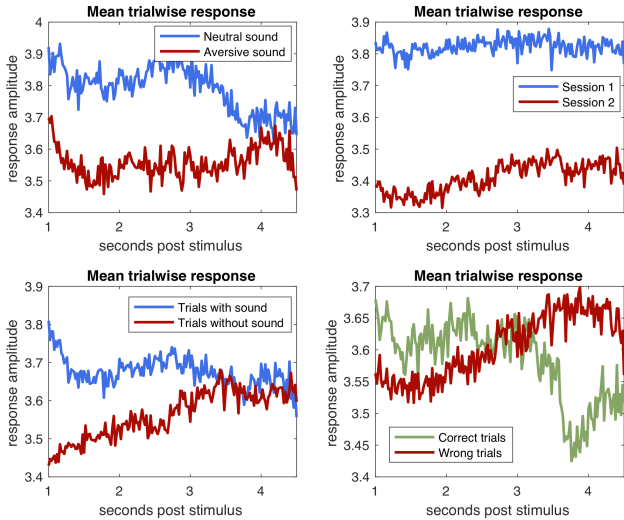 Mean trialwise response
4
3.9
3.8
3.7
3.6
3.5
3.4
response amplitude
Neutral sound
Aversive sound
1 2 3 4
seconds post stimulus
Mean trialwise response
3.9
3.8
3.7
3.6
3.5
3.4
3.3
response amplitude
Session 1
Session 2
1 2 3 4
seconds post stimulus
Mean trialwise response
3.9
3.8
3.7
3.6
3.5
3.4
response amplitude
Trials with sound
Trials without sound
1 2 3 4
seconds post stimulus
Mean trialwise response
3.7
3.65
3.6
3.55
3.5
3.45
3.4
response amplitude
Correct trials
Wrong trials
1 2 3 4
seconds post stimulus